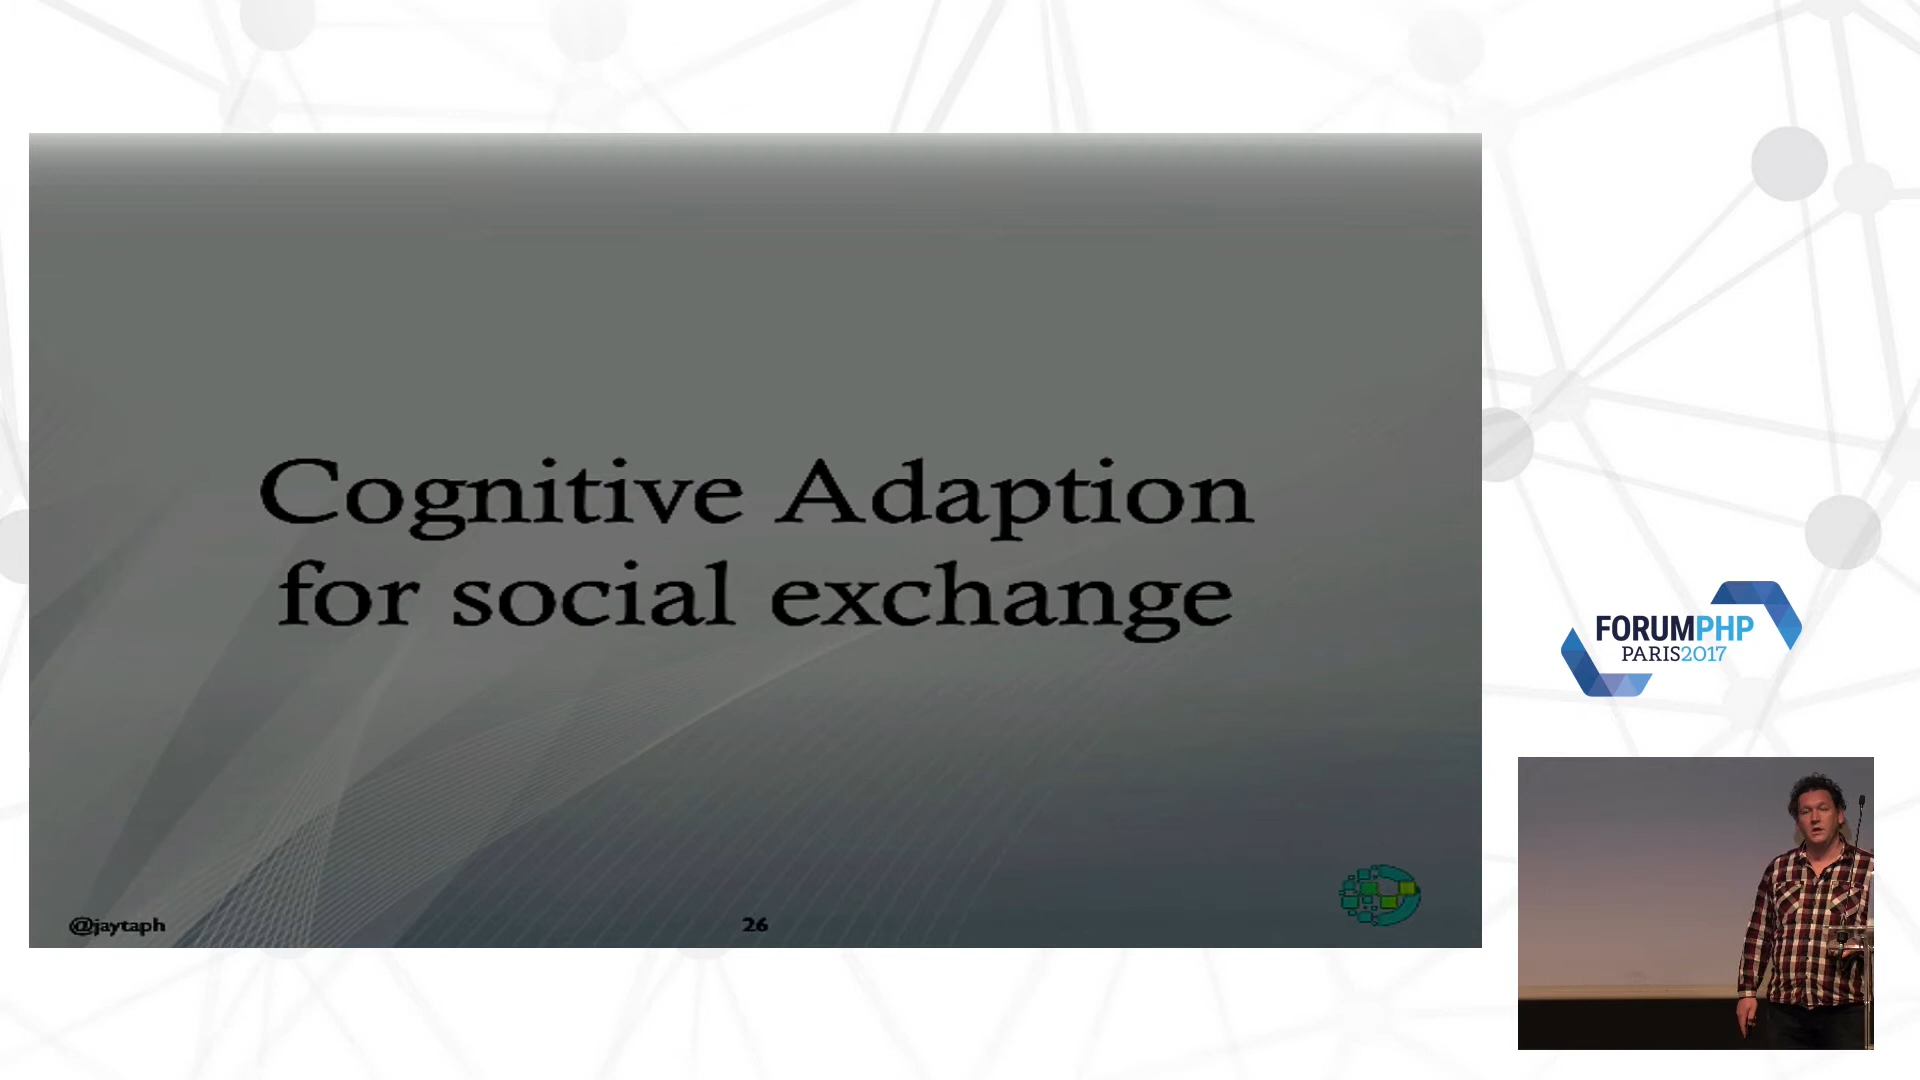 Cognitive Adaption
for social exchange
@jaytaph
26
FORUMPHP
PARIS2017